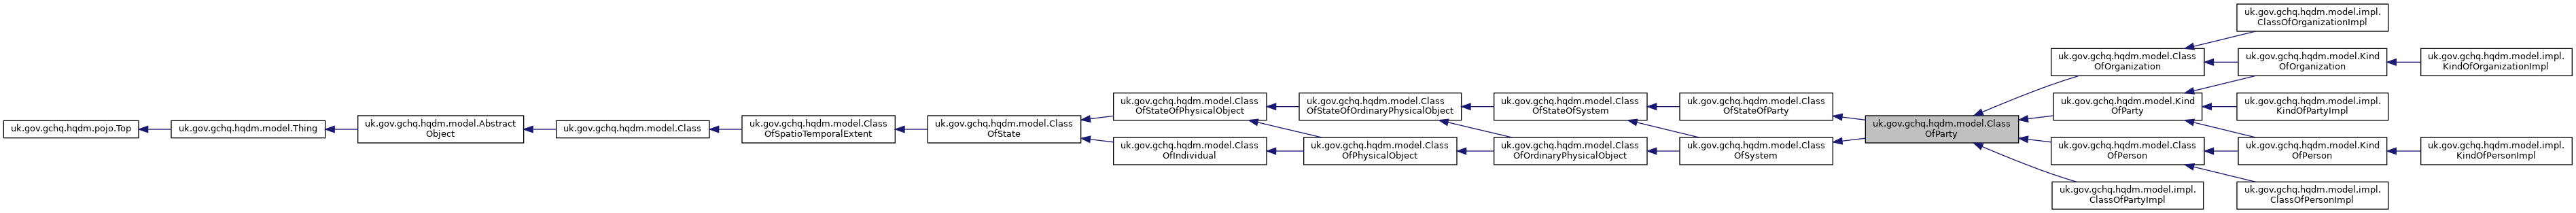 uk.gov.gchq.hqdm.pojo.Top
uk.gov.gchq.hqdm.model.Thing
uk.gov.gchq.hqdm.model.Abstract
Object
uk.gov.gchq.hqdm.model.Class
uk.gov.gchq.hqdm.model.Class
OfSpatioTemporalExtent
uk.gov.gchq.hqdm.model.Class
OfState
uk.gov.gchq.hqdm.model.Class
OfStateOfPhysicalObject
uk.gov.gchq.hqdm.model.Class
OfIndividual
uk.gov.gchq.hqdm.model.Class
OfStateOfOrdinaryPhysicalObject
uk.gov.gchq.hqdm.model.Class
OfPhysicalObject
uk.gov.gchq.hqdm.model.Class
OfStateOfSystem
uk.gov.gchq.hqdm.model.Class
OfOrdinaryPhysicalObject
uk.gov.gchq.hqdm.model.Class
OfStateOfParty
uk.gov.gchq.hqdm.model.Class
OfSystem
uk.gov.gchq.hqdm.model.Class
OfParty
uk.gov.gchq.hqdm.model.Class
OfOrganization
uk.gov.gchq.hqdm.model.Kind
OfParty
uk.gov.gchq.hqdm.model.Class
OfPerson
uk.gov.gchq.hqdm.model.impl.
ClassOfPartyImpl
uk.gov.gchq.hqdm.model.impl.
ClassOfOrganizationImpl
uk.gov.gchq.hqdm.model.Kind
OfOrganization
uk.gov.gchq.hqdm.model.impl.
KindOfPartyImpl
uk.gov.gchq.hqdm.model.Kind
OfPerson
uk.gov.gchq.hqdm.model.impl.
ClassOfPersonImpl
uk.gov.gchq.hqdm.model.impl.
KindOfOrganizationImpl
uk.gov.gchq.hqdm.model.impl.
KindOfPersonImpl